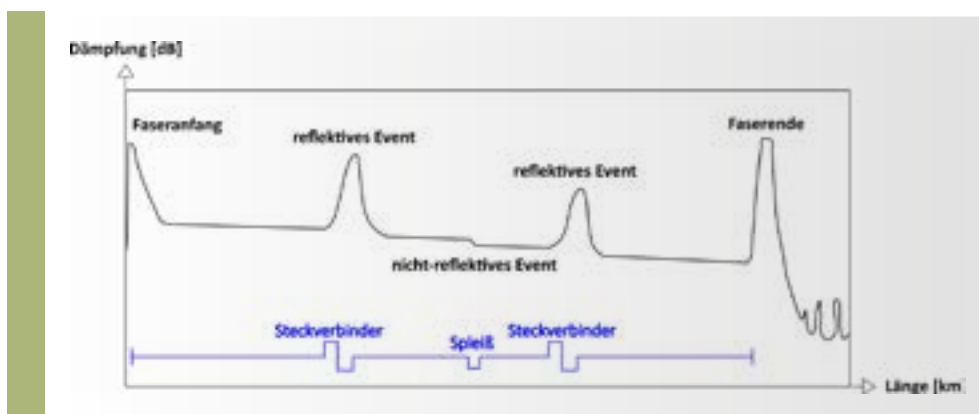 Dämpfung [dB]
Faseranfang
reflektives Event
Faserende
reflektives Event
nicht-reflektives Event
Steckverbinder
Spleiß
Steckverbinder
Länge [km